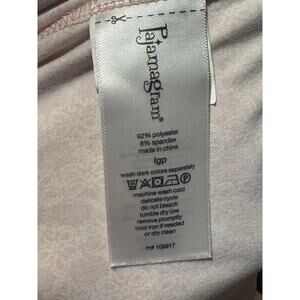 Pajamagram®
92% polyester
8% spandex
made in china
lgp
wash dark colors separately
machine wash cold
delicate cycle
do not bleach
tumble dry low
remove promptly
cool iron if needed
or dry clean
m# 109917